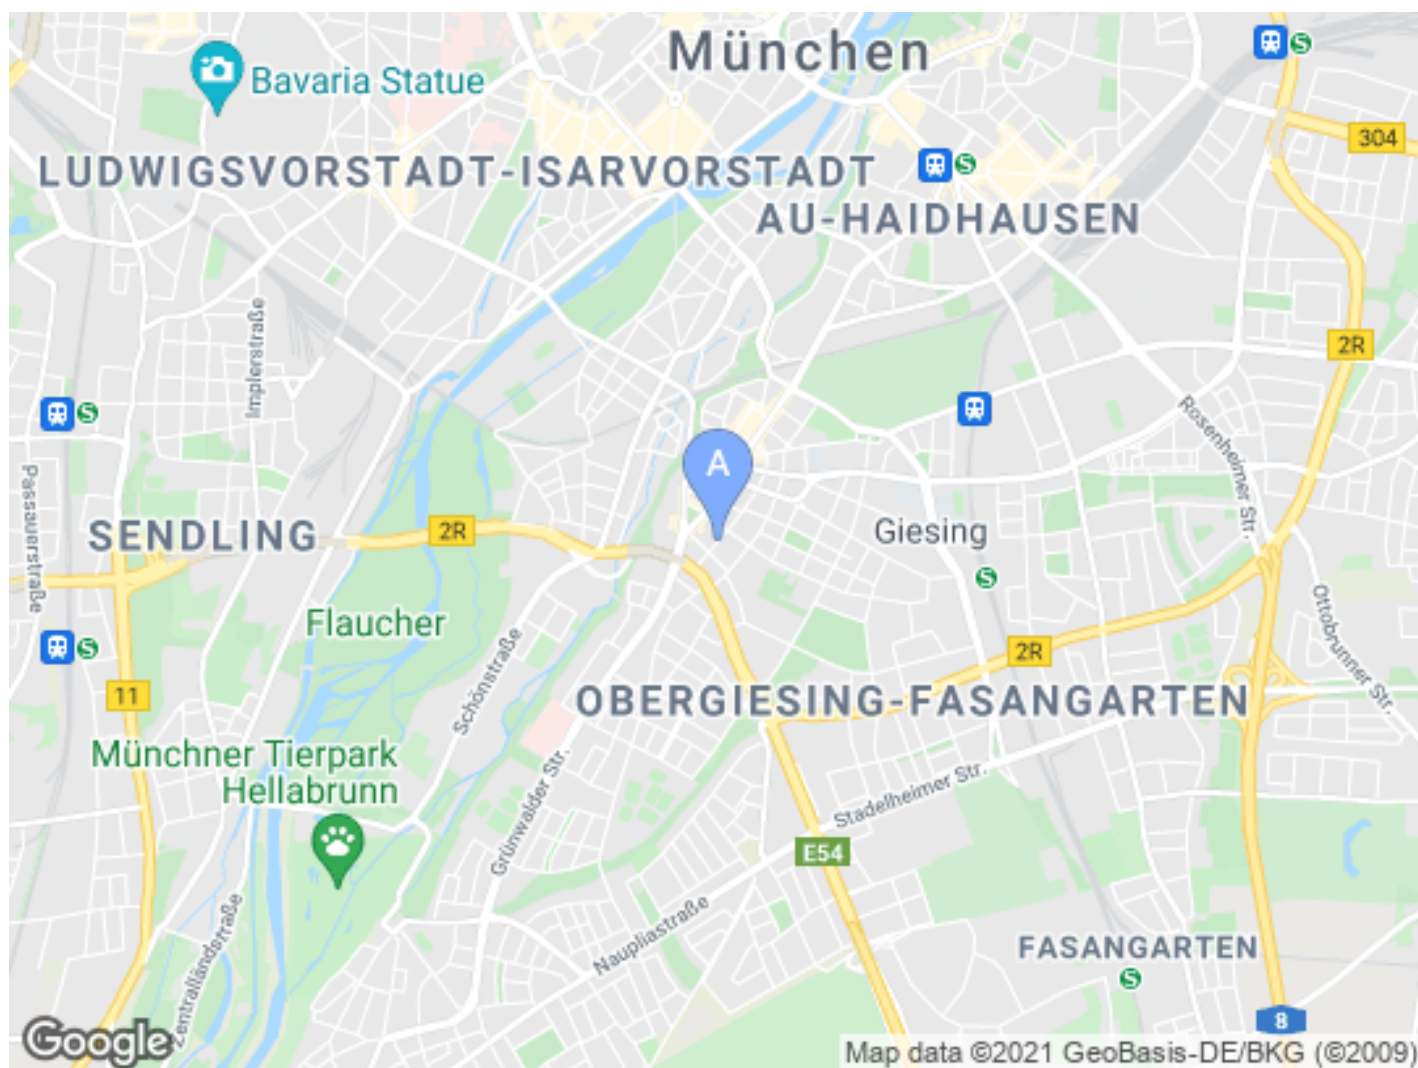 München
S
Bavaria Statue
304
LUDWIGSVORSTADT-ISARVORSTADT
S
AU-HAIDHAUSEN
Implerstraße
2R
S
Rosenheimer Str.
A
Passauerstraße
SENDLING
2R
Giesing
S
Flaucher
Ottobrunner Str.
S
2R
Schönstraße
11
OBERGIESING-FASANGARTEN
Münchner Tierpark
Hellabrunn
Grünwalder Str.
Stadelheimer Str.
E54
Naupliastraße
Zentralländstraße
FASANGARTEN
S
8
Google
Map data ©2021 GeoBasis-DE/BKG (©2009)